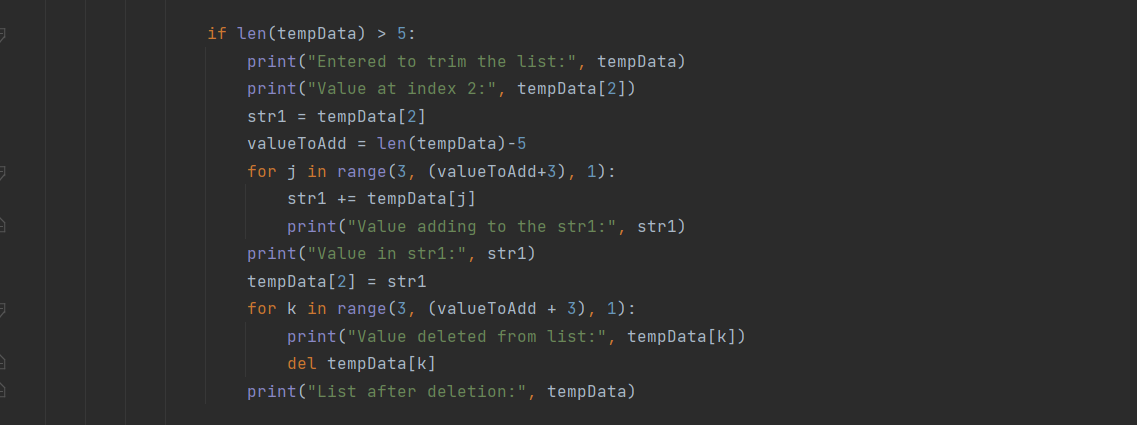 if len(tempData) > 5:
print("Entered to trim the list:", tempData)
print("Value at index 2:", tempData[2])
str1 = tempData[2]
valueToAdd = len(tempData)-5
for j in range(3, (valueToAdd+3), 1):
str1 += tempData[j]
print("Value adding to the str1:", str1)
print("Value in str1:", str1)
tempData[2] = str1
for k in range(3, (valueToAdd + 3), 1):
print("Value deleted from list:", tempData[k])
del tempData[k]
print("List after deletion:", tempData)